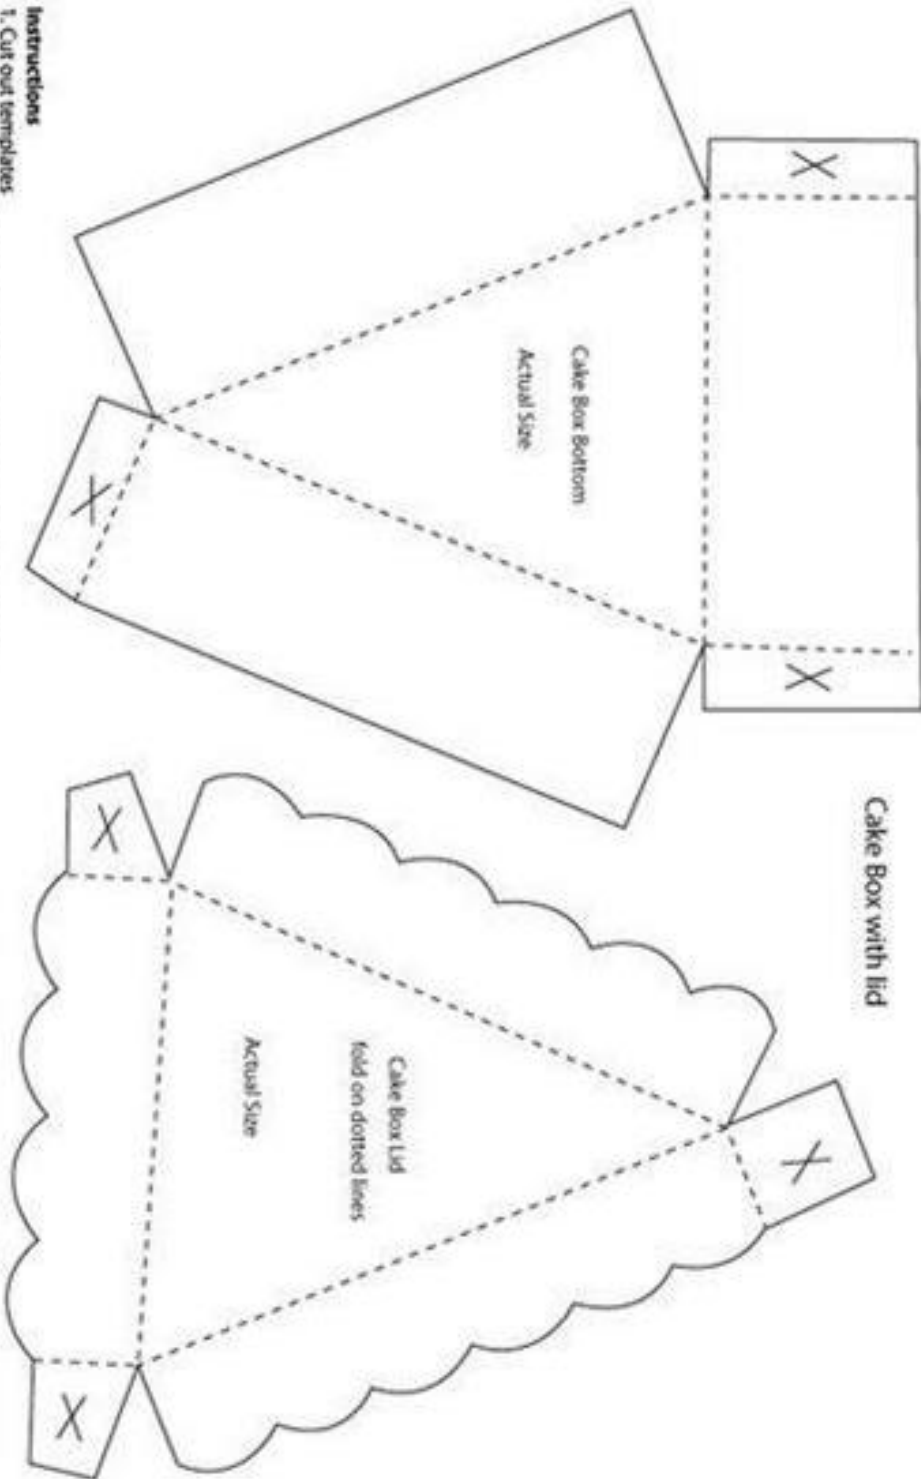 Cake Box with lid
Cake Box Bottom
Actual Size
X
X
X
Cake Box Lid
fold on dotted lines
Actual Size
X
X
X
Instructions
1. Cut out templates